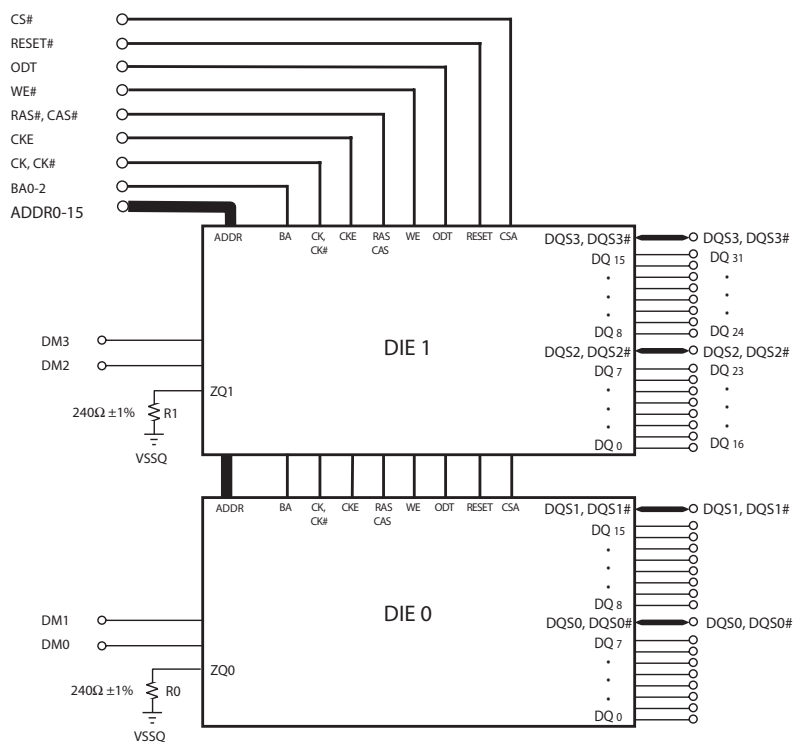 CS#
RESET#
ODT
WE#
RAS#, CAS#
CKE
CK, CK#
BA0-2
ADDR0-15
ADDR BA CK, CK# CKE RAS CAS WE ODT RESET CSA
DQS3, DQS3# DQS3, DQS3#
DQ 15 DQ 31
DQ 8 DQ 24
DQS2, DQS2# DQS2, DQS2#
DQ 7 DQ 23
DQ 0 DQ 16
DIE 1
DM3
DM2
ZQ1
240Ω ±1% R1
VSSQ
ADDR BA CK, CK# CKE RAS CAS WE ODT RESET CSA
DQS1, DQS1# DQS1, DQS1#
DQ 15
DQ 8
DQS0, DQS0# DQS0, DQS0#
DQ 7
DQ 0
DIE 0
DM1
DM0
ZQ0
240Ω ±1% R0
VSSQ